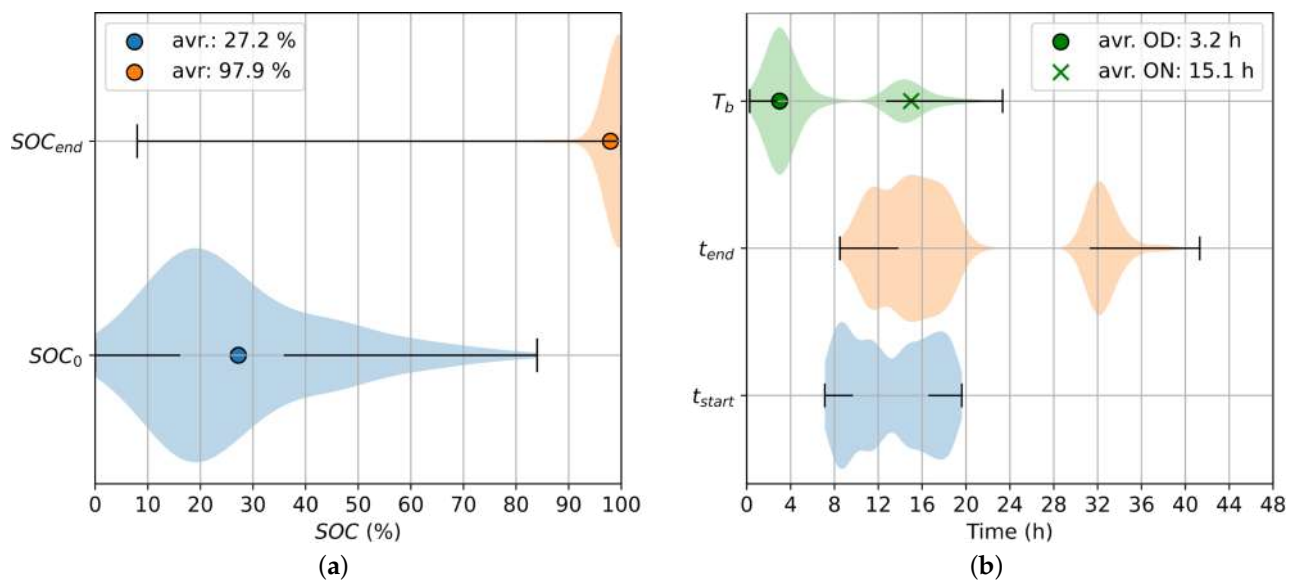 avr.: 27.2 %
avr: 97.9 %
SOC_end
SOC_0
0 10 20 30 40 50 60 70 80 90 100
SOC (%)
(a)
avr. OD: 3.2 h
avr. ON: 15.1 h
T_b
t_end
t_start
0 4 8 12 16 20 24 28 32 36 40 44 48
Time (h)
(b)